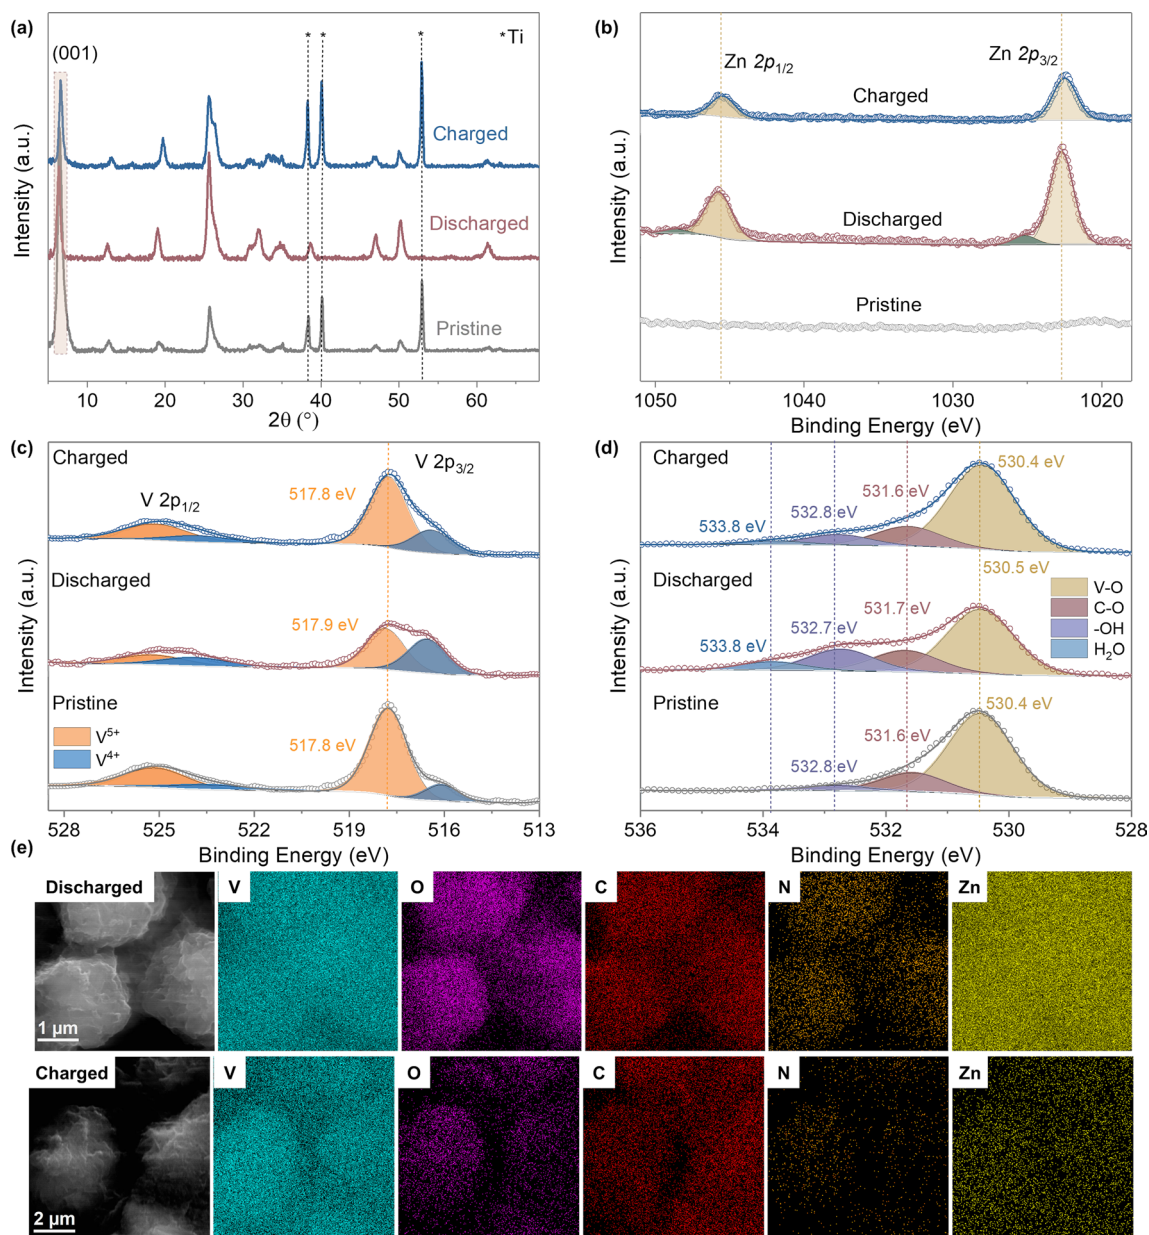 (a)
*
*
*
*Ti
(001)
Charged
Discharged
Pristine
Intensity (a.u.)
10
20
30
40
50
60
2θ (°)
(b)
Zn 2p1/2
Zn 2p3/2
Charged
Discharged
Pristine
Intensity (a.u.)
1050
1040
1030
1020
Binding Energy (eV)
(c)
Charged
V 2p3/2
V 2p1/2
517.8 eV
Discharged
517.9 eV
Pristine
V5+
V4+
517.8 eV
Intensity (a.u.)
528
525
522
519
516
513
Binding Energy (eV)
(d)
Charged
530.4 eV
531.6 eV
532.8 eV
533.8 eV
Discharged
530.5 eV
531.7 eV
532.7 eV
533.8 eV
V-O
C-O
-OH
H2O
Pristine
530.4 eV
531.6 eV
532.8 eV
Intensity (a.u.)
536
534
532
530
528
Binding Energy (eV)
(e)
Discharged
V
O
C
N
Zn
1 μm
Charged
V
O
C
N
Zn
2 μm